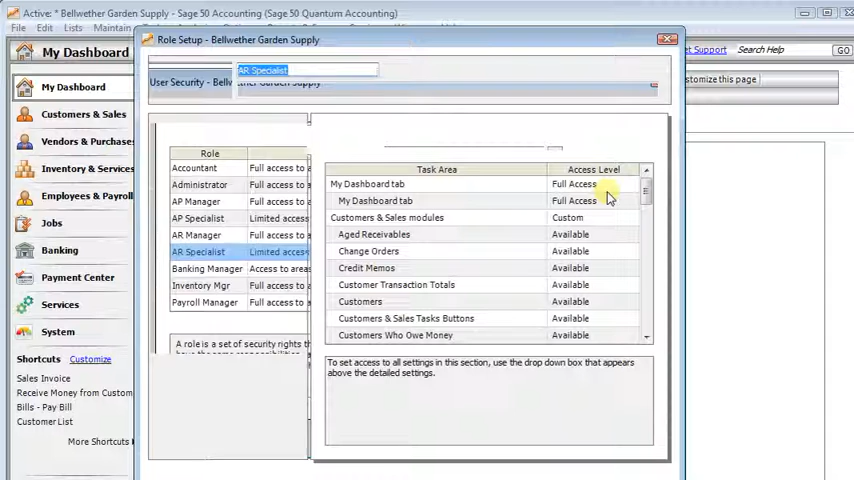 Active: * Bellwether Garden Supply - Sage 50 Accounting (Sage 50 Quantum Accounting)
File Edit Lists Maintain
My Dashboard
Role Setup - Bellwether Garden Supply
Support
Search Help
GO
AR Specialist
User Security - Bellwether Garden Supply
customize this page
My Dashboard
Customers & Sales
Vendors & Purchases
Inventory & Services
Employees & Payroll
Jobs
Banking
Payment Center
Services
System
Shortcuts Customize
Sales Invoice
Receive Money from Custom
Bills - Pay Bill
Customer List
More Shortcuts
Role
Accountant Full access to a
Administrator Full access to a
AP Manager Full access to a
AP Specialist Limited access
AR Manager Full access to a
AR Specialist Limited access
Banking Manager Access to areas
Inventory Mgr Full access to a
Payroll Manager Full access to a
A role is a set of security rights th
have the same responsibilities.
Task Area Access Level
My Dashboard tab Full Access
My Dashboard tab Full Access
Customers & Sales modules Custom
Aged Receivables Available
Change Orders Available
Credit Memos Available
Customer Transaction Totals Available
Customers Available
Customers & Sales Tasks Buttons Available
Customers Who Owe Money Available
To set access to all settings in this section, use the drop down box that appears
above the detailed settings.